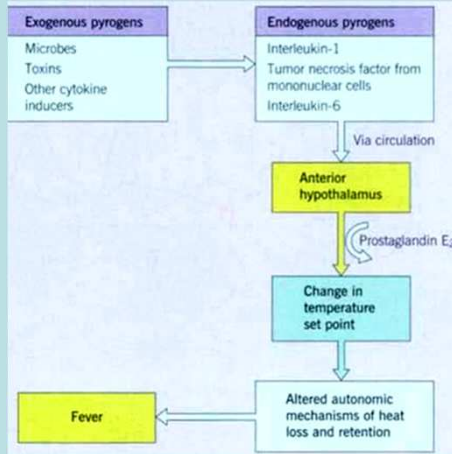 Exogenous pyrogens
Microbes
Toxins
Other cytokine
inducers
Endogenous pyrogens
Interleukin-1
Tumor necrosis factor from
mononuclear cells
Interleukin-6
Via circulation
Anterior
hypothalamus
Prostaglandin E₂
Change in
temperature
set point
Altered autonomic
mechanisms of heat
loss and retention
Fever